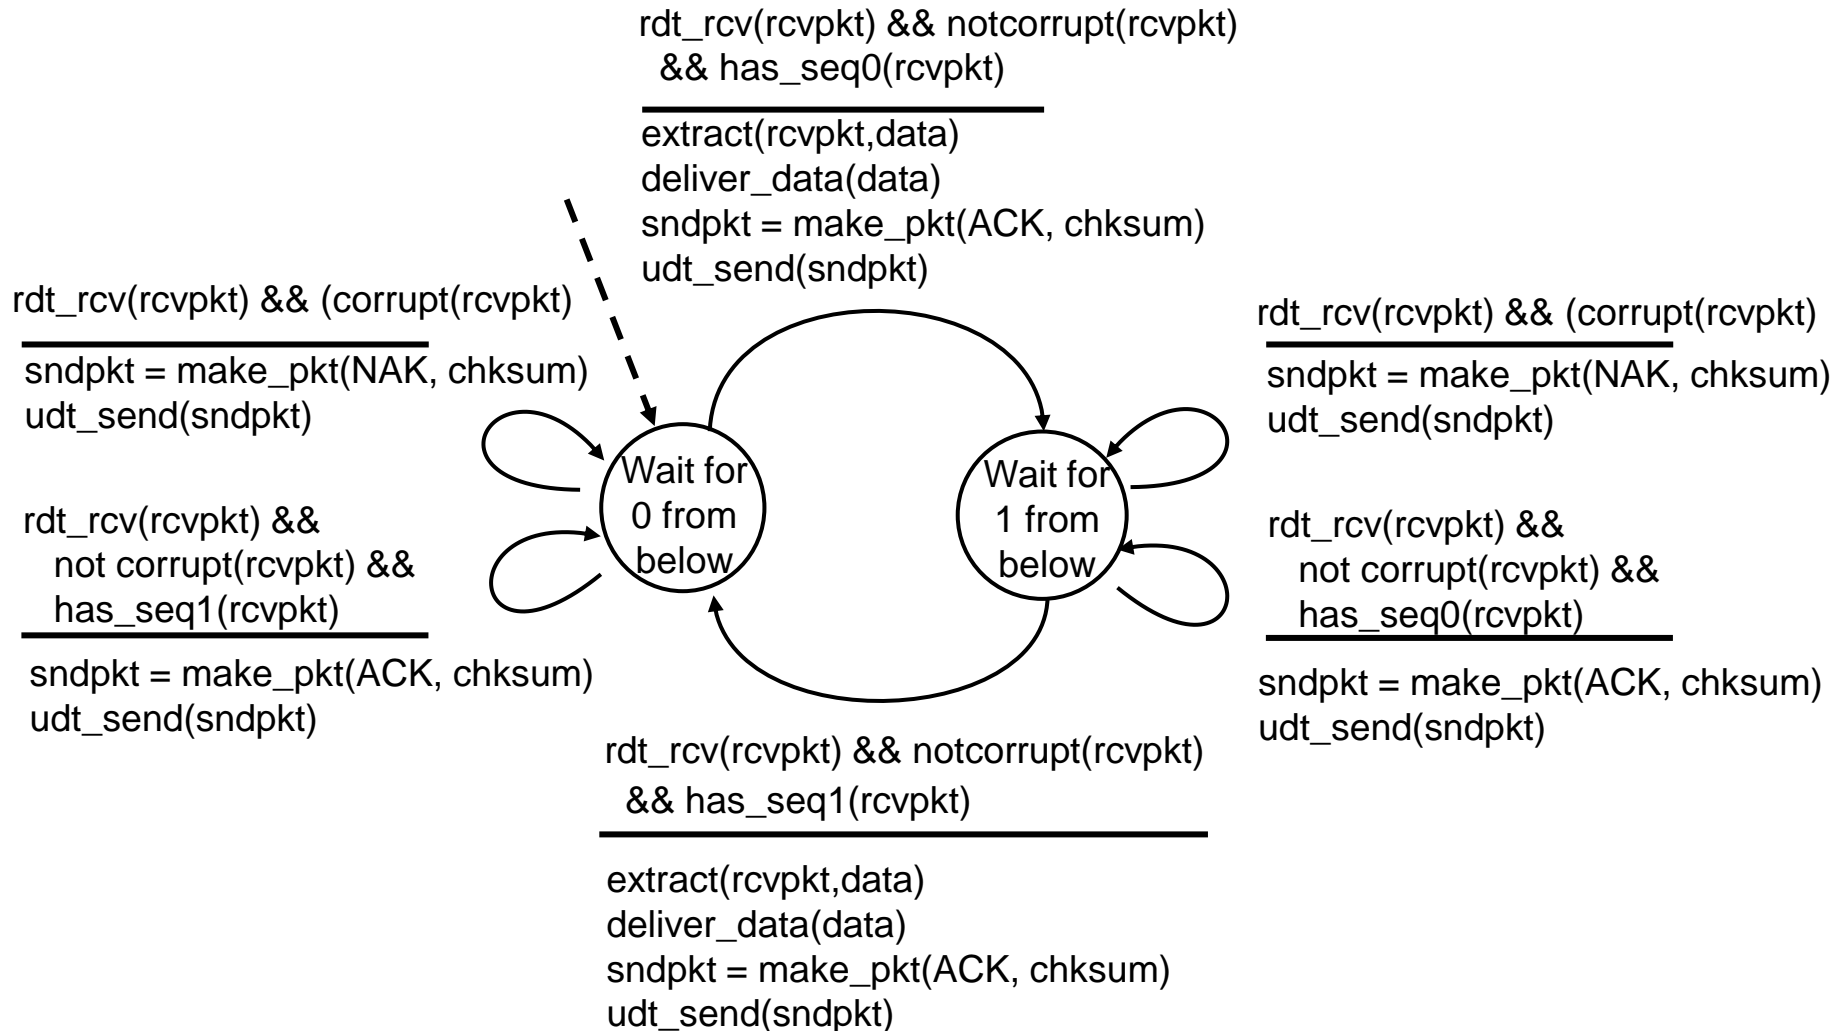 rdt_rcv(rcvpkt) && notcorrupt(rcvpkt)
&& has_seq0(rcvpkt)
extract(rcvpkt,data)
deliver_data(data)
sndpkt = make_pkt(ACK, chksum)
udt_send(sndpkt)
rdt_rcv(rcvpkt) && (corrupt(rcvpkt)
sndpkt = make_pkt(NAK, chksum)
udt_send(sndpkt)
rdt_rcv(rcvpkt) &&
not corrupt(rcvpkt) &&
has_seq1(rcvpkt)
sndpkt = make_pkt(ACK, chksum)
udt_send(sndpkt)
Wait for
0 from
below
Wait for
1 from
below
rdt_rcv(rcvpkt) && (corrupt(rcvpkt)
sndpkt = make_pkt(NAK, chksum)
udt_send(sndpkt)
rdt_rcv(rcvpkt) &&
not corrupt(rcvpkt) &&
has_seq0(rcvpkt)
sndpkt = make_pkt(ACK, chksum)
udt_send(sndpkt)
rdt_rcv(rcvpkt) && notcorrupt(rcvpkt)
&& has_seq1(rcvpkt)
extract(rcvpkt,data)
deliver_data(data)
sndpkt = make_pkt(ACK, chksum)
udt_send(sndpkt)